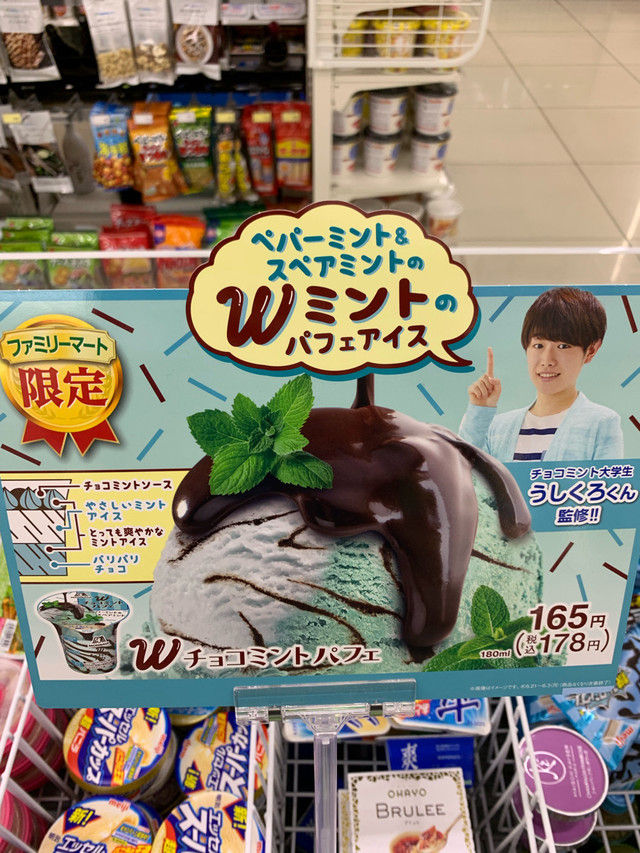 ペパーミント&
スペアミントの
Wミントの
パフェアイス
ファミリーマート
限定
チョコミントソース
やさしいミント
アイス
とっても爽やかな
ミントアイス
パリパリ
チョコ
チョコミント大学生
うしくろくん
監修!!
Wチョコミントパフェ
180ml
165円
(税込178円)
meiji
エッセル
爽
OHAYO
BRULEE